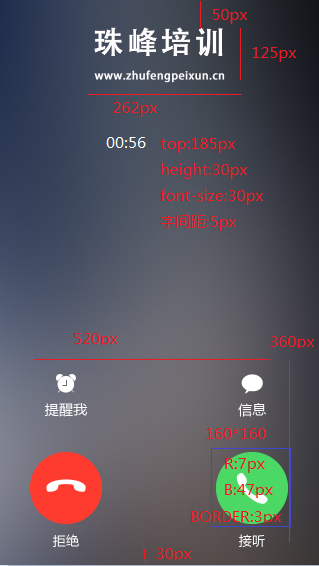 50px
珠峰培训
125px
www.zhufengpeixun.cn
262px
00:56
top:185px
height:30px
font-size:30px
字间距:5px
520px
360px
提醒我
信息
160*160
R:7px
B:47px
BORDER:3px
拒绝
接听
30px